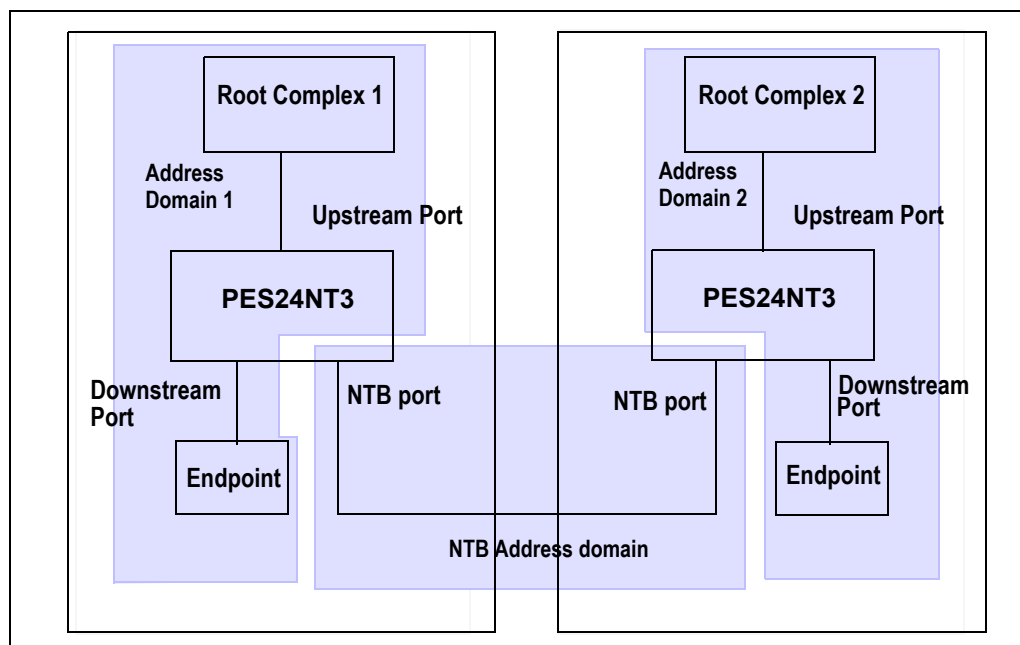 Root Complex 1
Address
Domain 1
Upstream Port
PES24NT3
Downstream
Port
NTB port
Endpoint
Root Complex 2
Address
Domain 2
Upstream Port
PES24NT3
NTB port
Downstream
Port
Endpoint
NTB Address domain